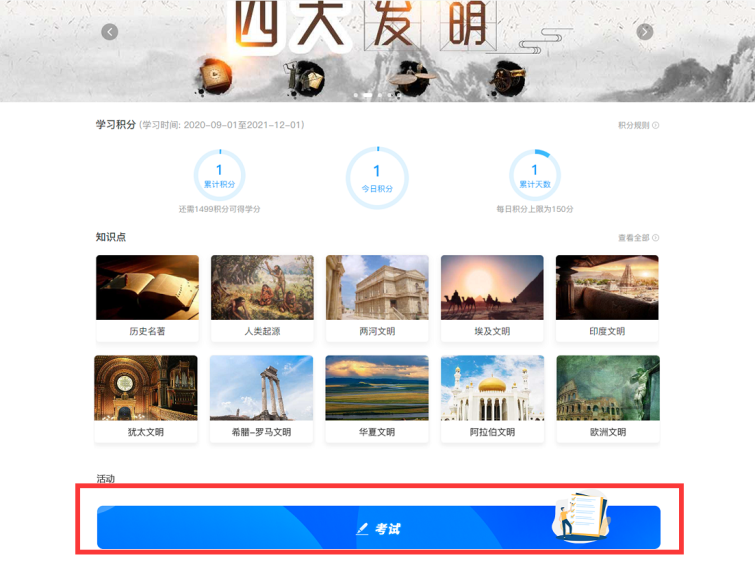 四大发明
学习积分 (学习时间: 2020-09-01至2021-12-01)
积分规则
1
累计积分
还需1499积分可得学分
1
今日积分
1
累计天数
每日积分上限为150分
知识点
查看全部
历史名著
人类起源
两河文明
埃及文明
印度文明
犹太文明
希腊-罗马文明
华夏文明
阿拉伯文明
欧洲文明
活动
考试